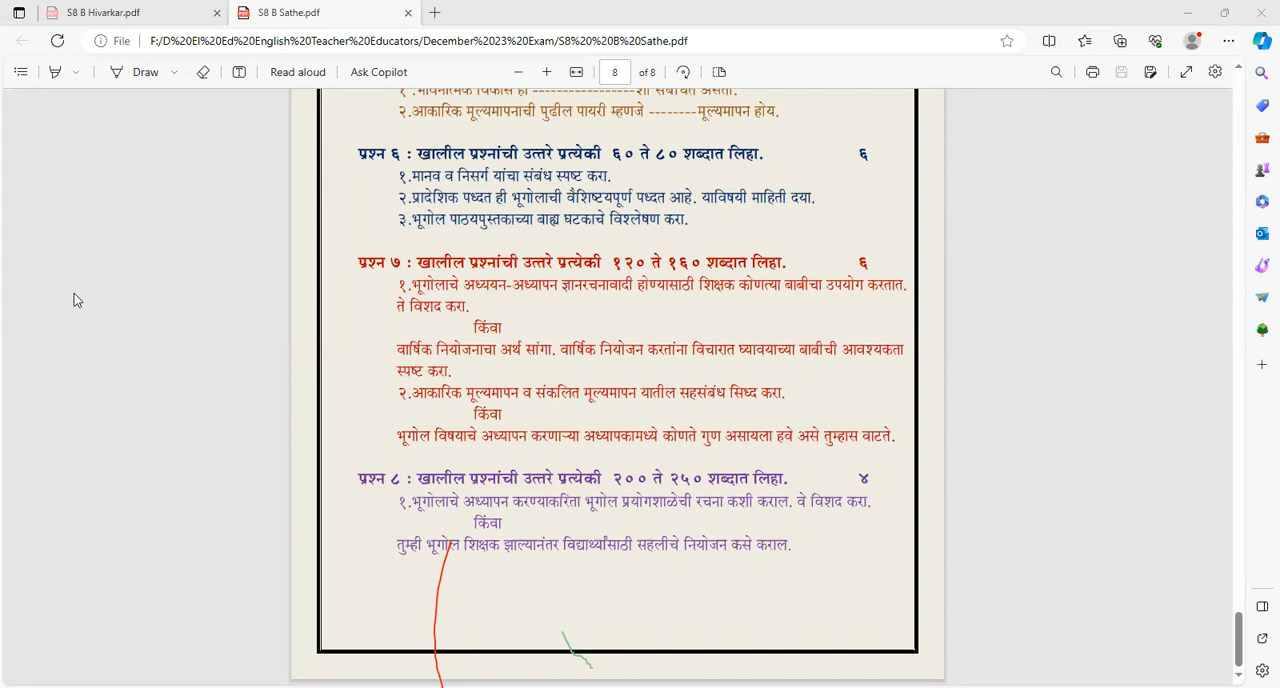 S8 B Hivarkar.pdf
S8 B Sathe.pdf
File F:/D%20El%20Ed%20English%20Teacher%20Educators/December%2023%20Exam/S8%20%20B%20Sathe.pdf
Draw Read aloud Ask Copilot 8 of 8
१.भावनात्मक विकास हा -----------------शी संबंधित असतो.
२.आकारिक मूल्यमापनाची पुढील पायरी म्हणजे --------मूल्यमापन होय.
प्रश्न ६ : खालील प्रश्नांची उत्तरे प्रत्येकी ६० ते ८० शब्दात लिहा. ६
१.मानव व निसर्ग यांचा संबंध स्पष्ट करा.
२.प्रादेशिक पध्दत ही भूगोलाची वैशिष्टयपूर्ण पध्दत आहे. याविषयी माहिती दया.
३.भूगोल पाठयपुस्तकाच्या बाह्य घटकाचे विश्लेषण करा.
प्रश्न ७ : खालील प्रश्नांची उत्तरे प्रत्येकी १२० ते १६० शब्दात लिहा. ६
१.भूगोलाचे अध्ययन-अध्यापन ज्ञानरचनावादी होण्यासाठी शिक्षक कोणत्या बाबीचा उपयोग करतात.
ते विशद करा.
किंवा
वार्षिक नियोजनाचा अर्थ सांगा. वार्षिक नियोजन करतांना विचारात घ्यावयाच्या बाबीची आवश्यकता
स्पष्ट करा.
२.आकारिक मूल्यमापन व संकलित मूल्यमापन यातील सहसंबंध सिध्द करा.
किंवा
भूगोल विषयाचे अध्यापन करणाऱ्या अध्यापकामध्ये कोणते गुण असायला हवे असे तुम्हास वाटते.
प्रश्न ८ : खालील प्रश्नांची उत्तरे प्रत्येकी २०० ते २५० शब्दात लिहा. ४
१.भूगोलाचे अध्यापन करण्याकरिता भूगोल प्रयोगशाळेची रचना कशी कराल. वे विशद करा.
किंवा
तुम्ही भूगोल शिक्षक झाल्यानंतर विद्यार्थ्यांसाठी सहलीचे नियोजन कसे कराल.